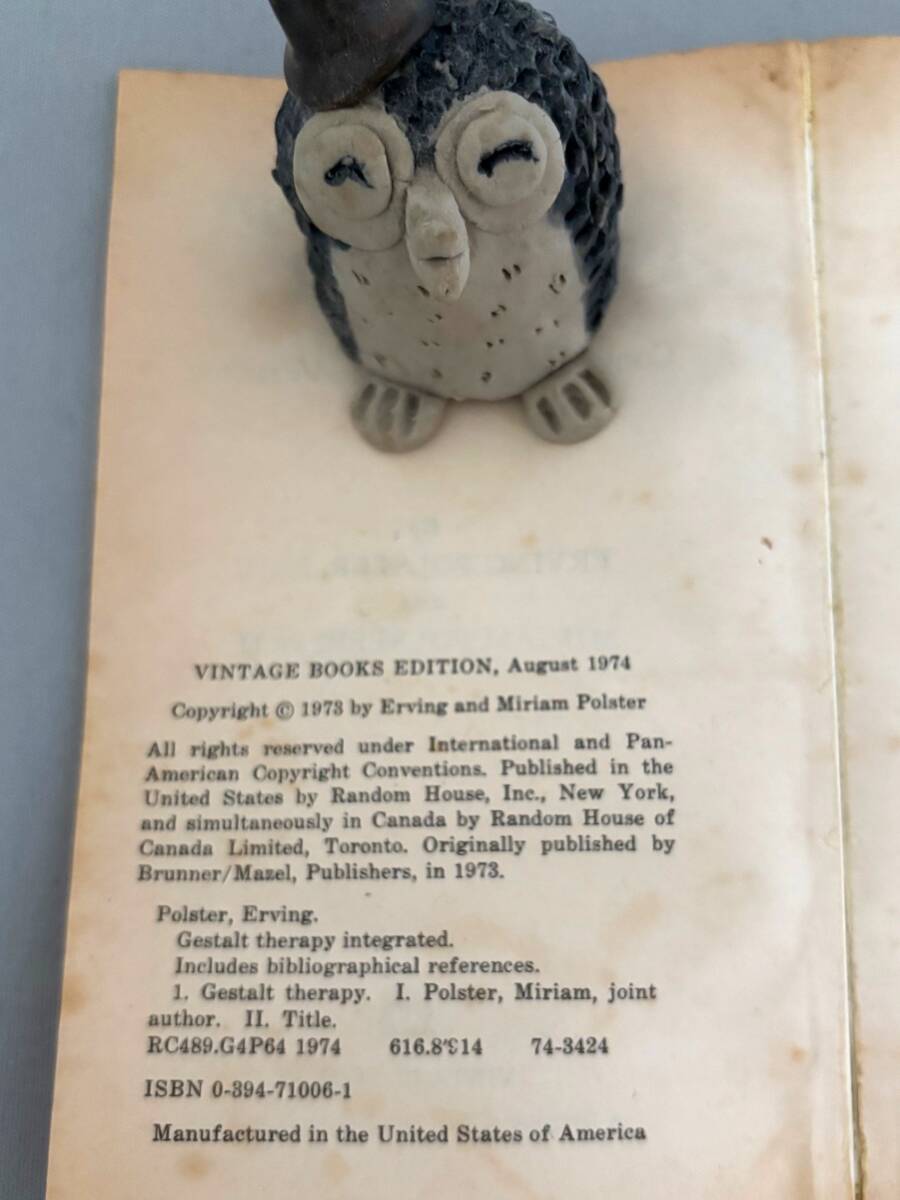 VINTAGE BOOKS EDITION, August 1974
Copyright © 1973 by Erving and Miriam Polster
All rights reserved under International and Pan-
American Copyright Conventions. Published in the
United States by Random House, Inc., New York,
and simultaneously in Canada by Random House of
Canada Limited, Toronto. Originally published by
Brunner/Mazel, Publishers, in 1973.
Polster, Erving.
Gestalt therapy integrated.
Includes bibliographical references.
1. Gestalt therapy. I. Polster, Miriam, joint
author. II. Title.
RC489.G4P64 1974 74-3424
ISBN 0-394-71006-1
Manufactured in the United States of America